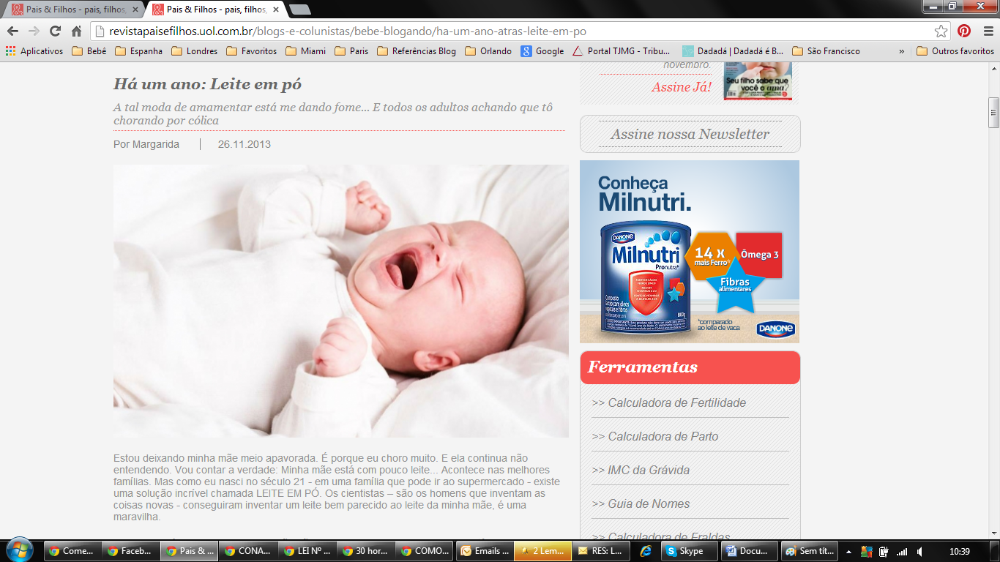 Pais & Filhos - pais, filhos,
Pais & Filhos - pais, filhos,
revistapaisefilhos.uol.com.br/blogs-e-colunistas/bebe-blogando/ha-um-ano-atras-leite-em-po
Aplicativos Bebê Espanha Londres Favoritos Miami Paris Referências Blog Orlando Google Portal TJMG - Tribu... Dadadá | Dadadá é B... São Francisco » Outros favoritos
Há um ano: Leite em pó
A tal moda de amamentar está me dando fome... E todos os adultos achando que tô
chorando por cólica
Por Margarida | 26.11.2013
Estou deixando minha mãe meio apavorada. É porque eu choro muito. E ela continua não
entendendo. Vou contar a verdade: Minha mãe está com pouco leite... Acontece nas melhores
famílias. Mas como eu nasci no século 21 - em uma família que pode ir ao supermercado - existe
uma solução incrível chamada LEITE EM PÓ. Os cientistas – são os homens que inventam as
coisas novas - conseguiram inventar um leite bem parecido ao leite da minha mãe, é uma
maravilha.
novembro.
Assine Já!
Seu filho sabe que
você o ama?
Assine nossa Newsletter
Conheça
Milnutri.
DANONE
Milnutri
Pronutra
14 x
mais Ferro*
Ômega 3
Fibras
alimentares
Composto
lácteo com óleos
vegetais e fibras
800g
*comparado
ao leite de vaca
DANONE
Ferramentas
>> Calculadora de Fertilidade
>> Calculadora de Parto
>> IMC da Grávida
>> Guia de Nomes
>> Calculadora de Fraldas
Come... Faceb... Pais & ... CONA... LEI Nº ... 30 hor... COMO... Emails ... 2 Lem... RES: L... Skype Docu... Sem tít... 10:39